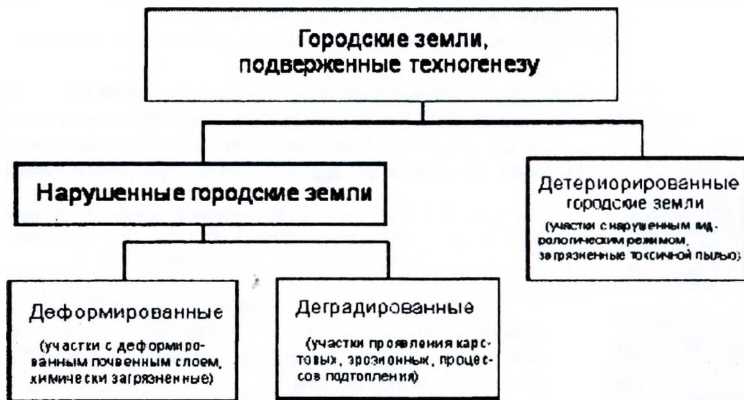 Городские земли,
подверженные техногенезу
Нарушенные городские земли
Детериорированные
городские земли
(участки с нарушенным гид-
рологическим режимом,
загрязненные токсичной пылью)
Деформированные
(участки с деформиро-
ванным почвенным слоем,
химически загрязненные)
Деградированные
(участки проявления карс-
товых, эрозионных, процес-
сов подтопления)